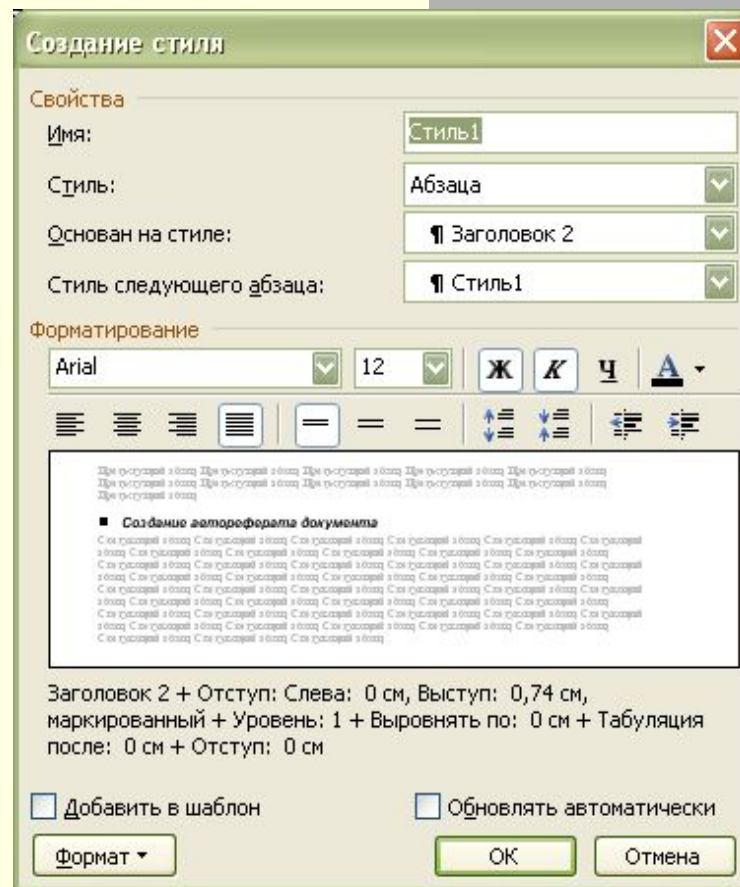 Создание стиля
Свойства
Имя: Стиль1
Стиль: Абзаца
Основан на стиле: ¶ Заголовок 2
Стиль следующего абзаца: ¶ Стиль1
Форматирование
Arial 12 Ж К Ч А
Создание автореферата документа
Заголовок 2 + Отступ: Слева: 0 см, Выступ: 0,74 см,
маркированный + Уровень: 1 + Выровнять по: 0 см + Табуляция
после: 0 см + Отступ: 0 см
Добавить в шаблон Обновлять автоматически
Формат ОК Отмена